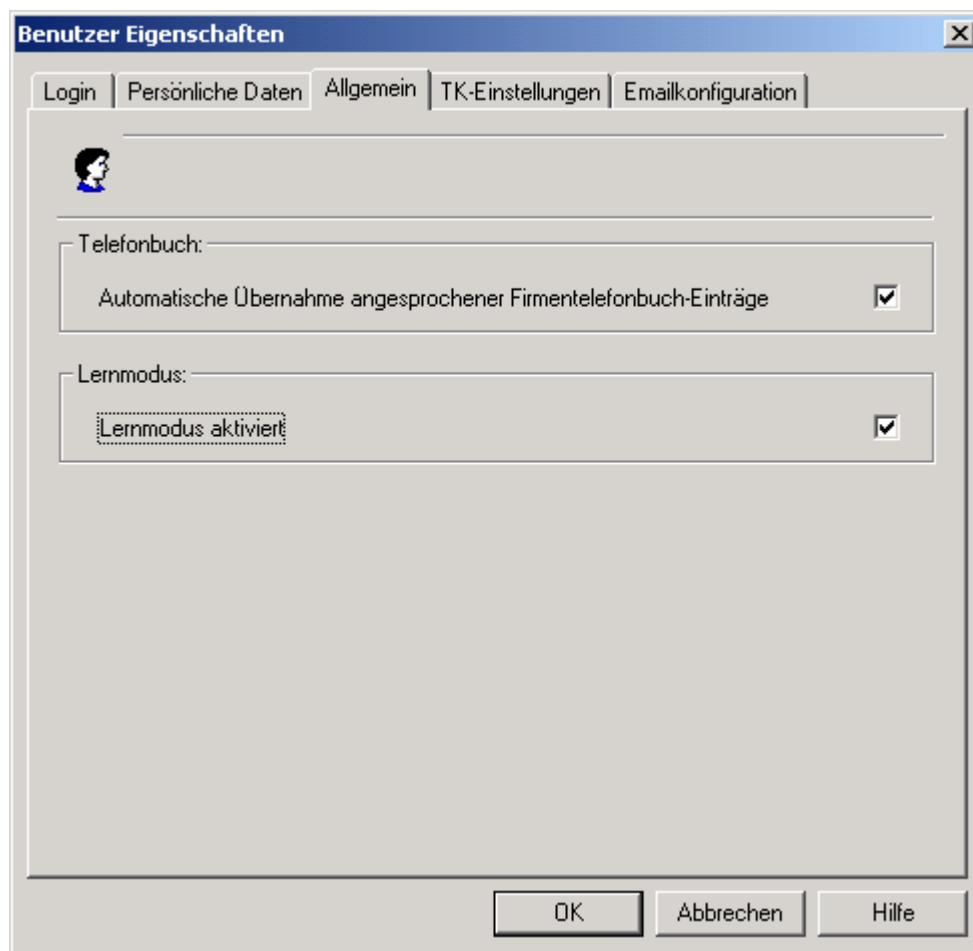 Benutzer Eigenschaften
Login Persönliche Daten Allgemein TK-Einstellungen Emailkonfiguration
Telefonbuch:
Automatische Übernahme angesprochener Firmentelefonbuch-Einträge
Lernmodus:
Lernmodus aktiviert
OK Abbrechen Hilfe